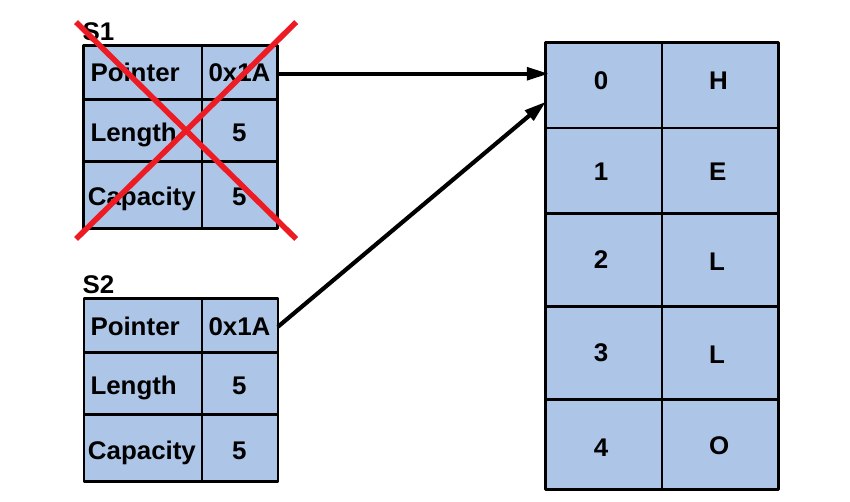 S1
Pointer 0x1A
Length 5
Capacity 5
S2
Pointer 0x1A
Length 5
Capacity 5
0 H
1 E
2 L
3 L
4 O